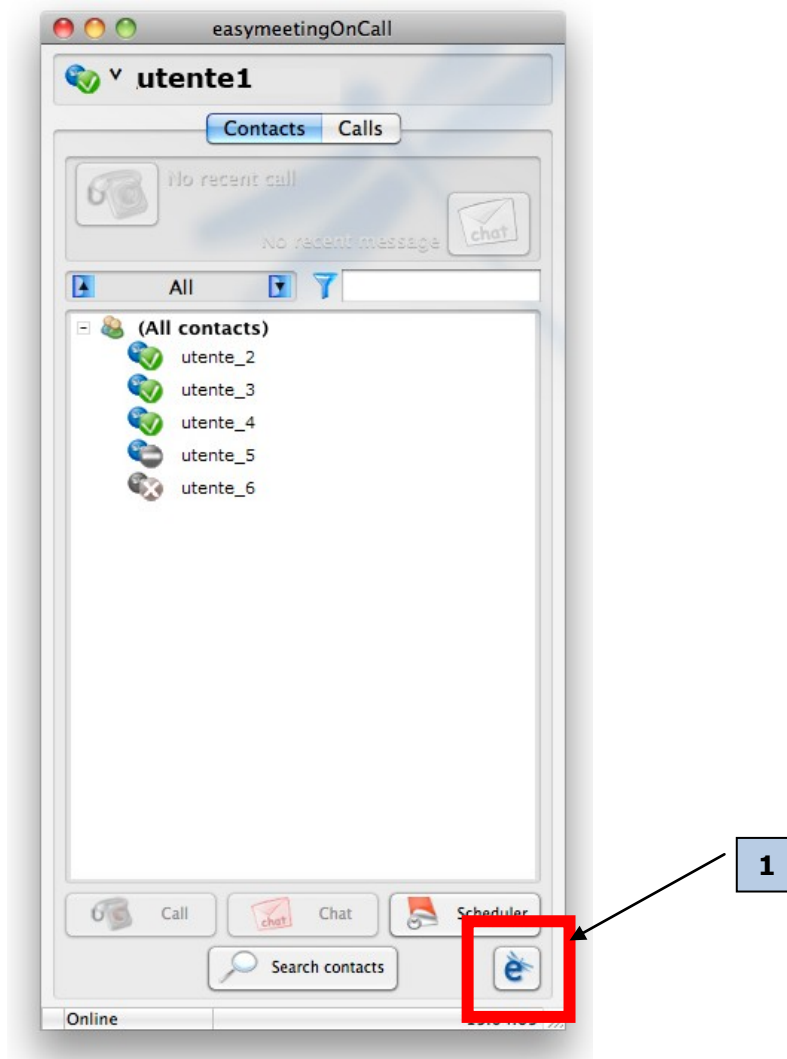 easymeetingOnCall
utente1
Contacts Calls
No recent call
No recent message
chat
All
(All contacts)
utente_2
utente_3
utente_4
utente_5
utente_6
1
Call chat Chat Scheduler
Search contacts è
Online